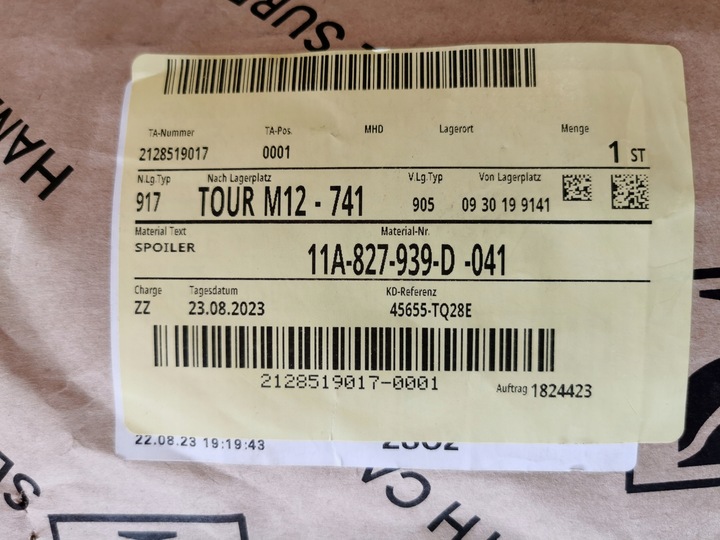 TA-Nummer TA-Pos. MHD Lagerort Menge
2128519017 0001 1 ST
N.Lg.Typ Nach Lagerplatz V.Lg.Typ Von Lagerplatz
917 TOUR M12 - 741 905 09 30 19 9141
Material Text Material-Nr.
SPOILER 11A-827-939-D -041
Charge Tagesdatum KD-Referenz
ZZ 23.08.2023 45655-TQ28E
2128519017-0001
Auftrag 1824423
22.08.23 19:19:43